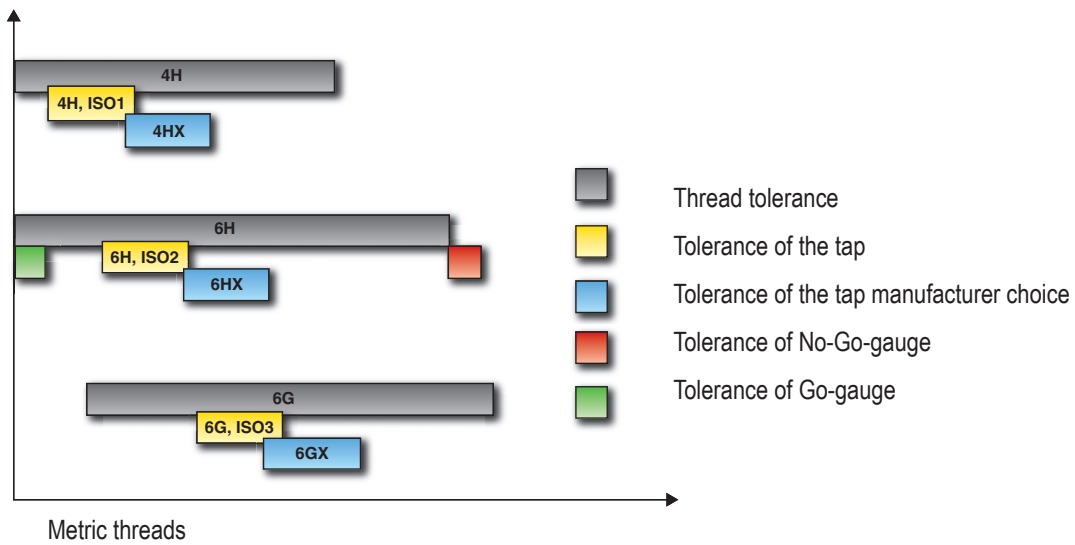 4H
4H, ISO1
4HX
6H
6H, ISO2
6HX
6G
6G, ISO3
6GX
Thread tolerance
Tolerance of the tap
Tolerance of the tap manufacturer choice
Tolerance of No-Go-gauge
Tolerance of Go-gauge
Metric threads